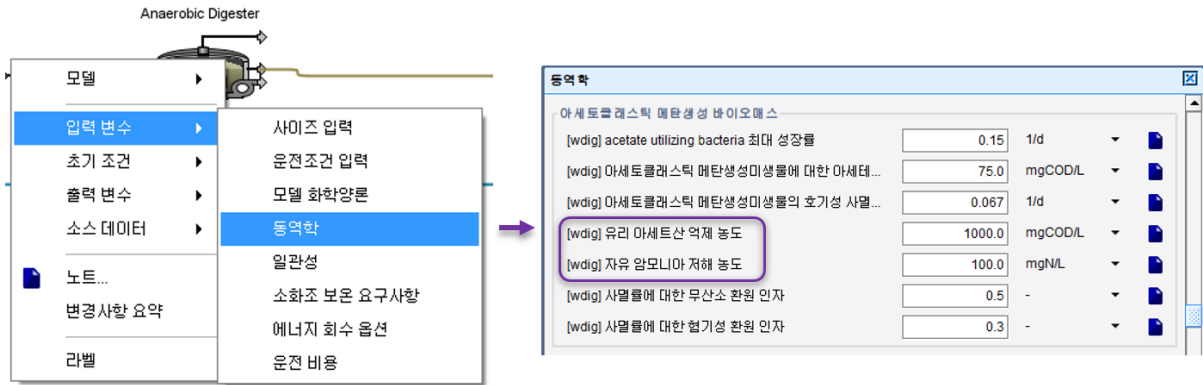 Anaerobic Digester
모델
입력 변수
초기 조건
출력 변수
소스 데이터
노트...
변경사항 요약
라벨
사이즈 입력
운전조건 입력
모델 화학양론
동역학
일관성
소화조 보온 요구사항
에너지 회수 옵션
운전 비용
동역학
아세토클래스틱 메탄생성 바이오매스
[wdig] acetate utilizing bacteria 최대 성장률 0.15 1/d
[wdig] 아세토클래스틱 메탄생성미생물에 대한 아세테... 75.0 mgCOD/L
[wdig] 아세토클래스틱 메탄생성미생물의 호기성 사멸... 0.067 1/d
[wdig] 유리 아세트산 억제 농도 1000.0 mgCOD/L
[wdig] 자유 암모니아 저해 농도 100.0 mgN/L
[wdig] 사멸률에 대한 무산소 환원 인자 0.5 -
[wdig] 사멸률에 대한 혐기성 환원 인자 0.3 -